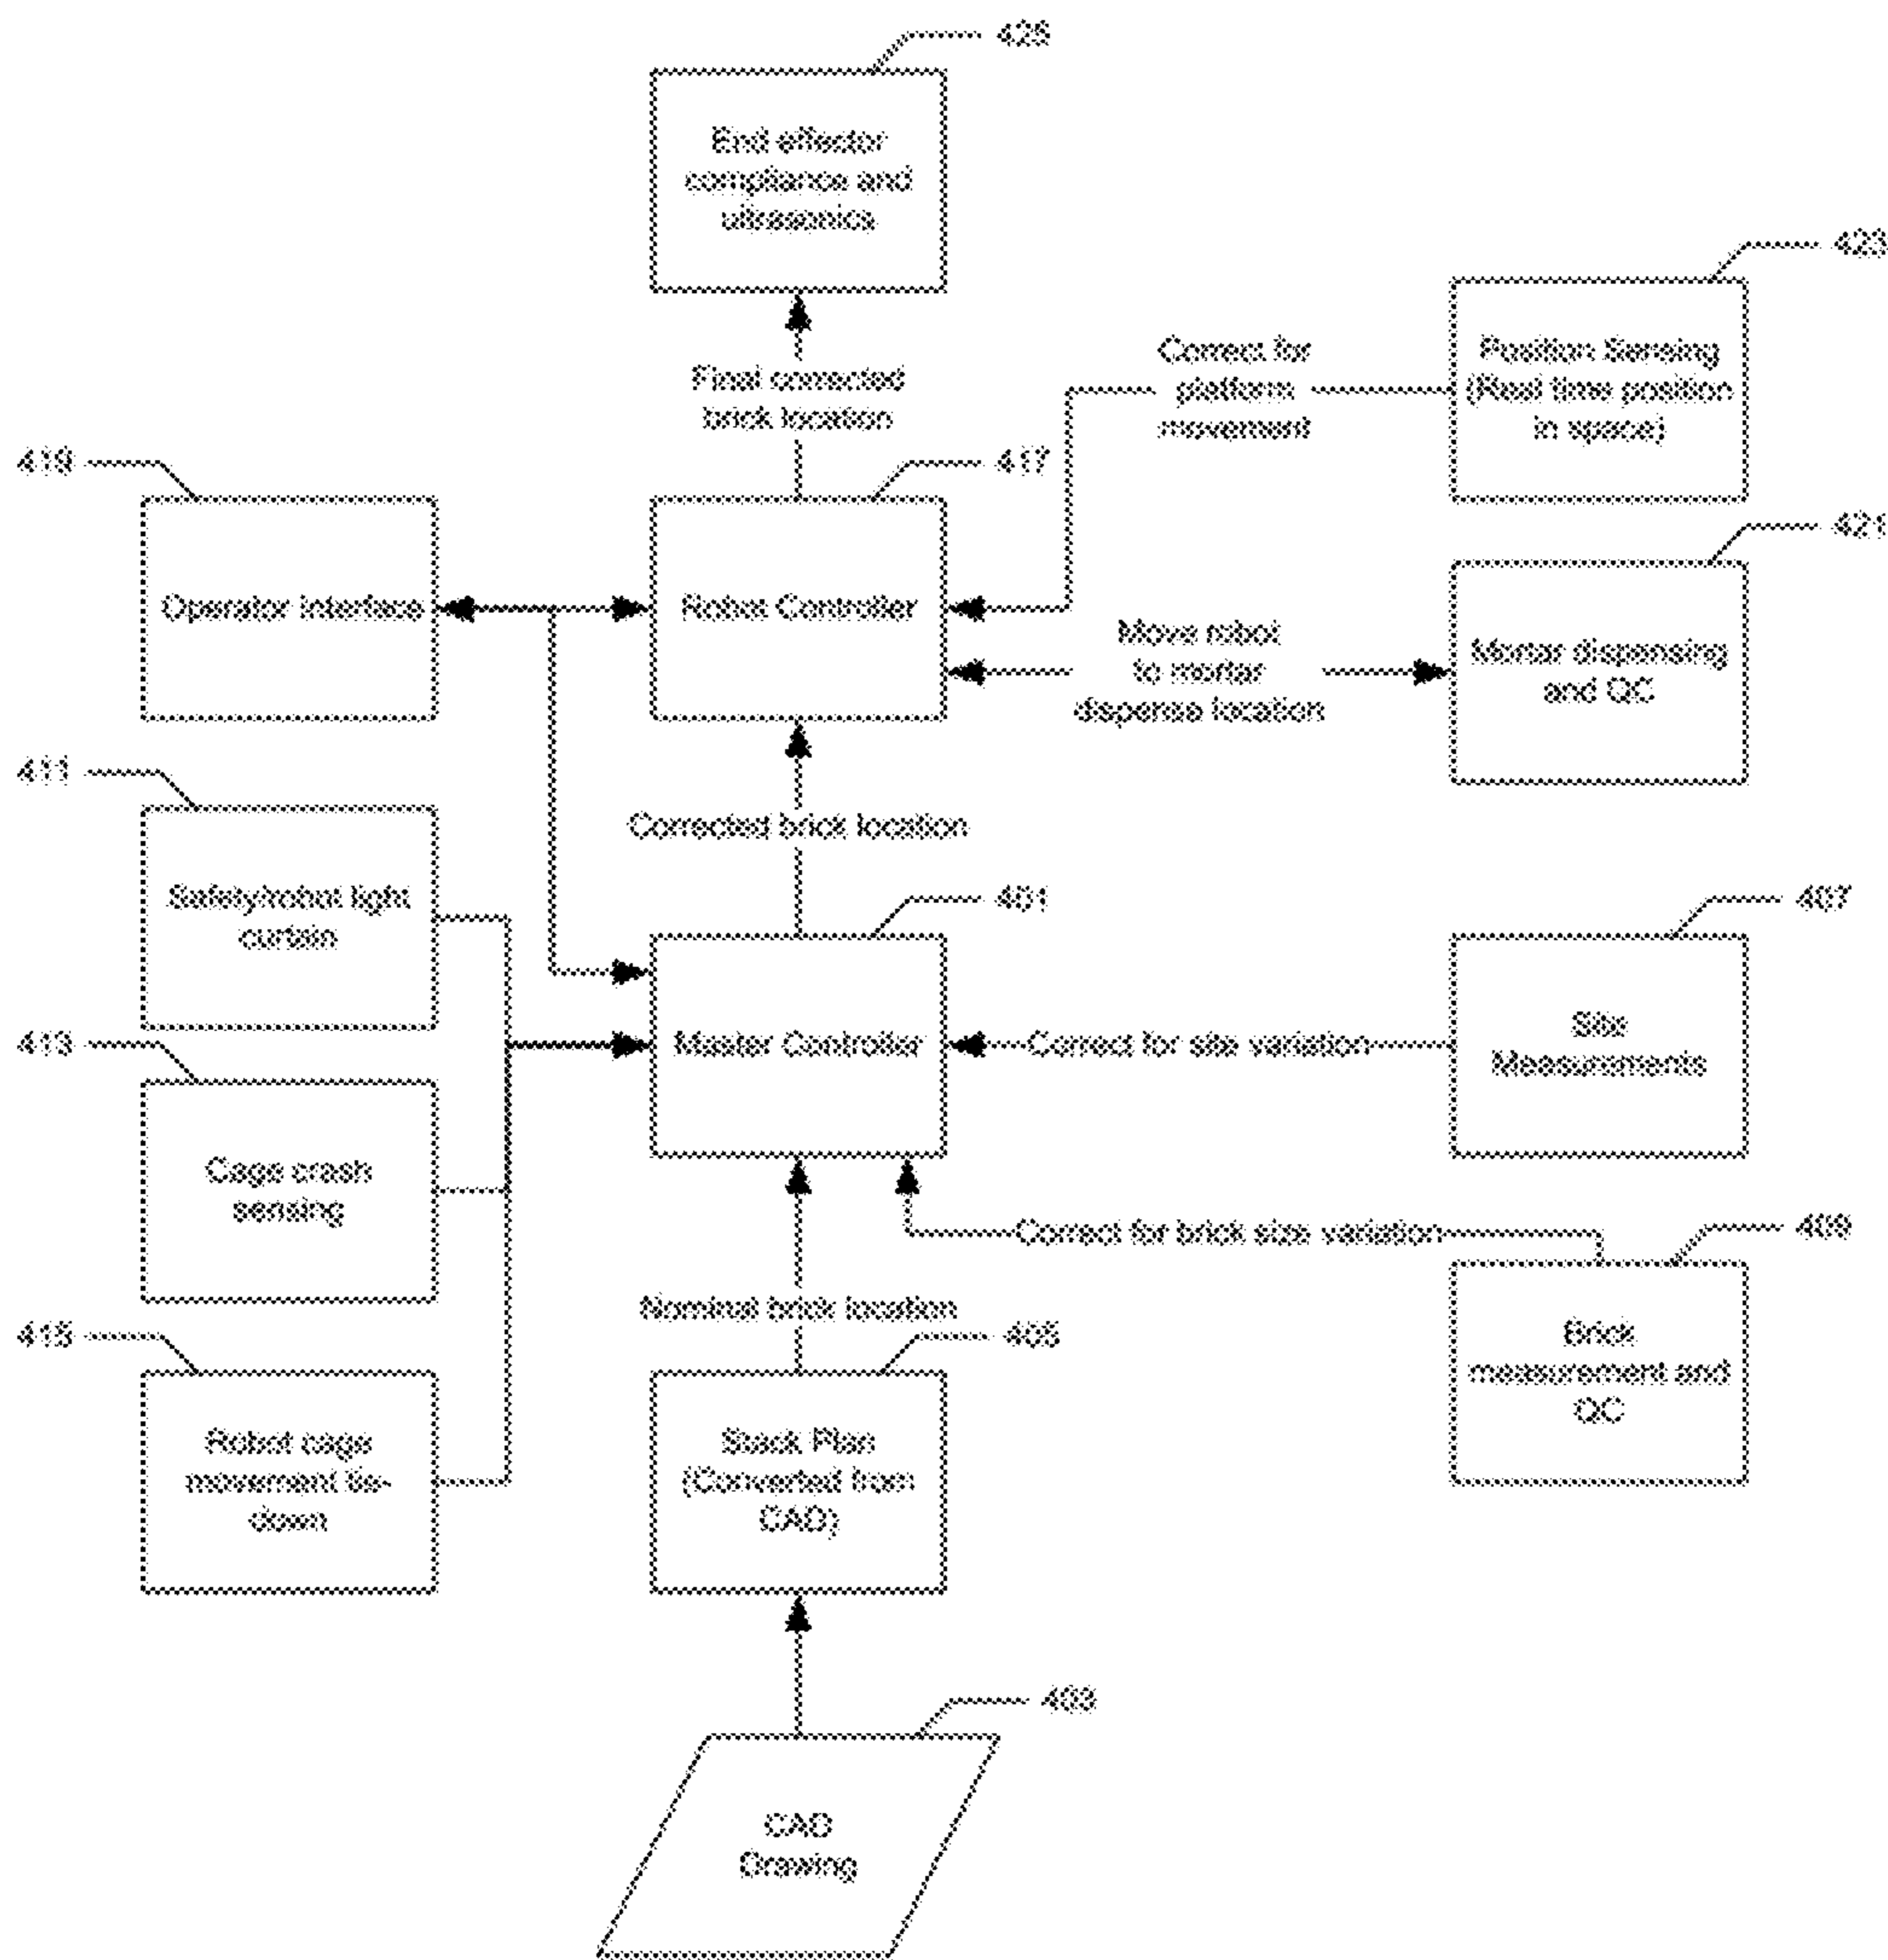 425
End effector
compliance and
ultrasonics
423
Position Sensing
(Real time position
in space)
Correct for
platform
movement
Final corrected
brick location
419
Operator interface
417
Robot Controller
421
Mortar dispensing
and QC
Move robot
to mortar
dispense location
411
Safety/robot light
curtain
Corrected brick location
401
Master Controller
407
Site
Measurements
Correct for site variation
413
Cage crash
sensing
Correct for brick size variation
409
Brick
measurement and
QC
Nominal brick location
415
Robot cage
movement tie-
down
405
Stack Plan
(Converted from
CAD)
403
CAD
Drawing